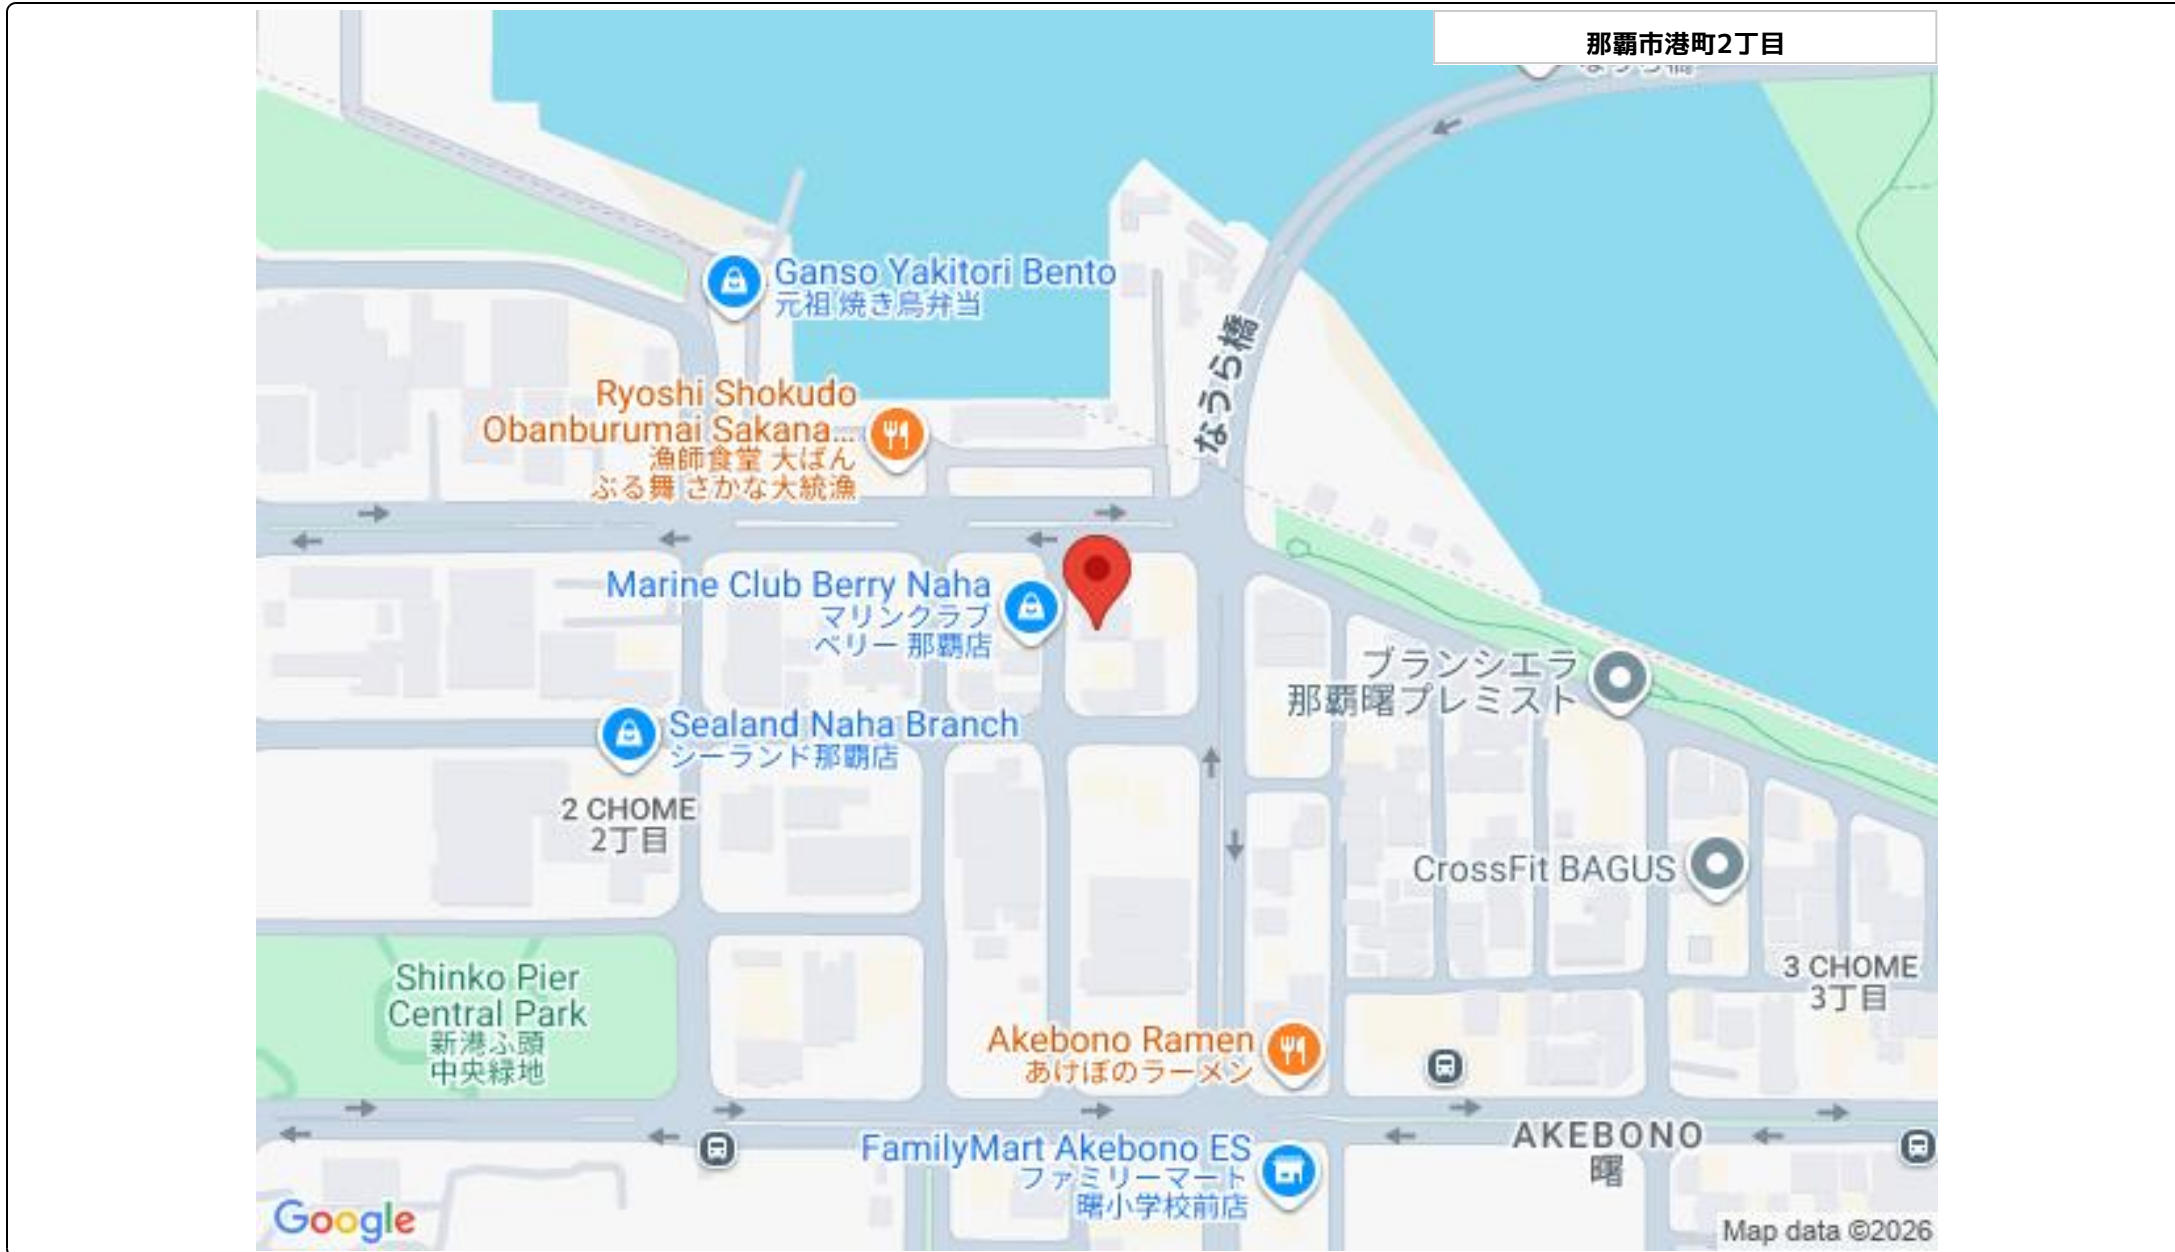 那覇市港町2丁目
なうら橋
Ganso Yakitori Bento
元祖 焼き鳥弁当
なうら橋
Ryoshi Shokudo
Obanburumai Sakana...
漁師食堂 大ばん
ぶる舞 さかな大統漁
Marine Club Berry Naha
マリンクラブ
ベリー 那覇店
ブランシエラ
那覇曙プレミスト
Sealand Naha Branch
シーランド那覇店
2 CHOME
2丁目
CrossFit BAGUS
Shinko Pier
Central Park
新港ふ頭
中央緑地
3 CHOME
3丁目
Akebono Ramen
あけぼのラーメン
FamilyMart Akebono ES
ファミリーマート
曙小学校前店
AKEBONO
曙
Google
Map data ©2026